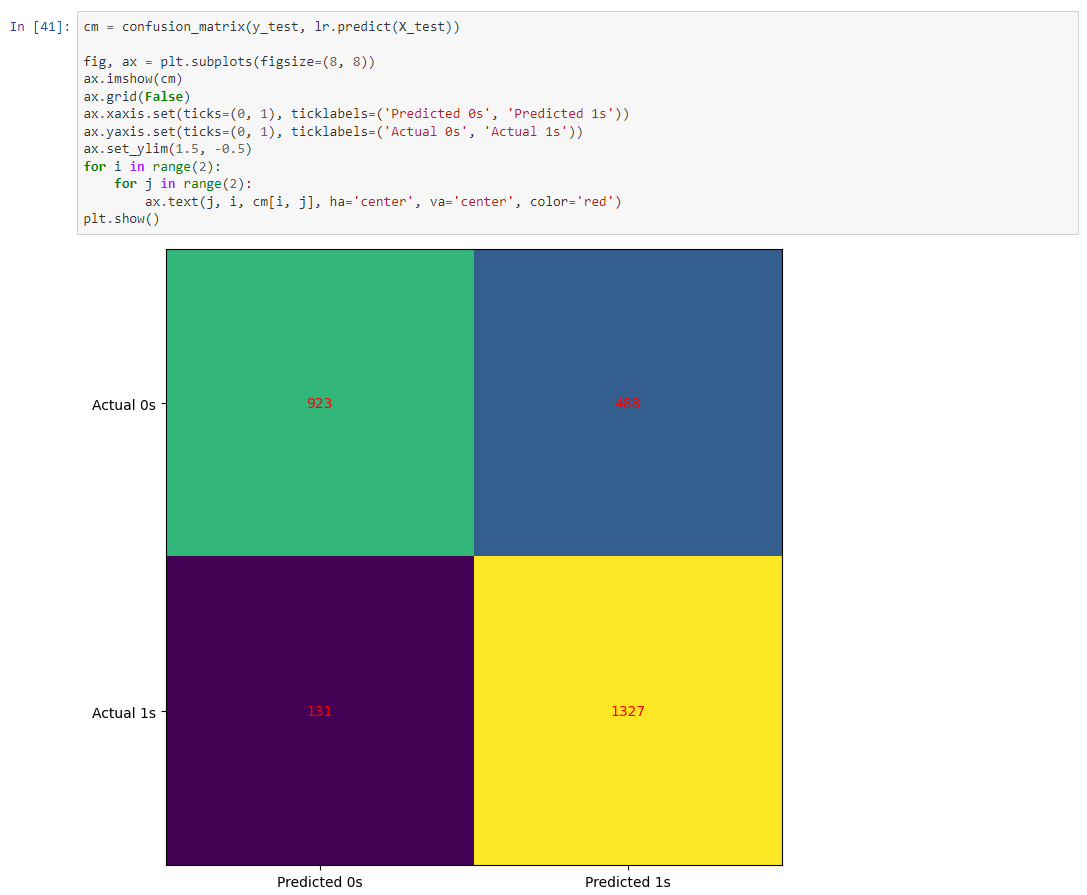 In [41]: cm = confusion_matrix(y_test, lr.predict(X_test))
fig, ax = plt.subplots(figsize=(8, 8))
ax.imshow(cm)
ax.grid(False)
ax.xaxis.set(ticks=(0, 1), ticklabels=('Predicted 0s', 'Predicted 1s'))
ax.yaxis.set(ticks=(0, 1), ticklabels=('Actual 0s', 'Actual 1s'))
ax.set_ylim(1.5, -0.5)
for i in range(2):
    for j in range(2):
        ax.text(j, i, cm[i, j], ha='center', va='center', color='red')
plt.show()
Actual 0s 923 488
Actual 1s 131 1327
Predicted 0s Predicted 1s